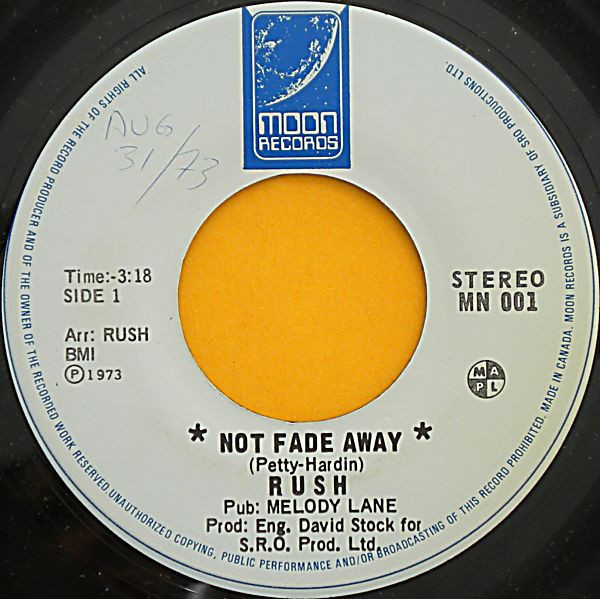 MOON
RECORDS
AUG
31/73
Time:-3:18
SIDE 1
Arr: RUSH
BMI
Ⓟ1973
STEREO
MN 001
M A
P L
* NOT FADE AWAY *
(Petty-Hardin)
RUSH
Pub: MELODY LANE
Prod: Eng. David Stock for
S.R.O. Prod. Ltd.
ALL RIGHTS OF THE RECORD PRODUCER AND OF THE OWNER OF THE RECORDED WORK RESERVED.UNAUTHORIZED COPYING, PUBLIC PERFORMANCE AND/OR BROADCASTING OF THIS RECORD PROHIBITED. MADE IN CANADA. MOON RECORDS IS A SUBSIDIARY OF SRO PRODUCTIONS LTD.